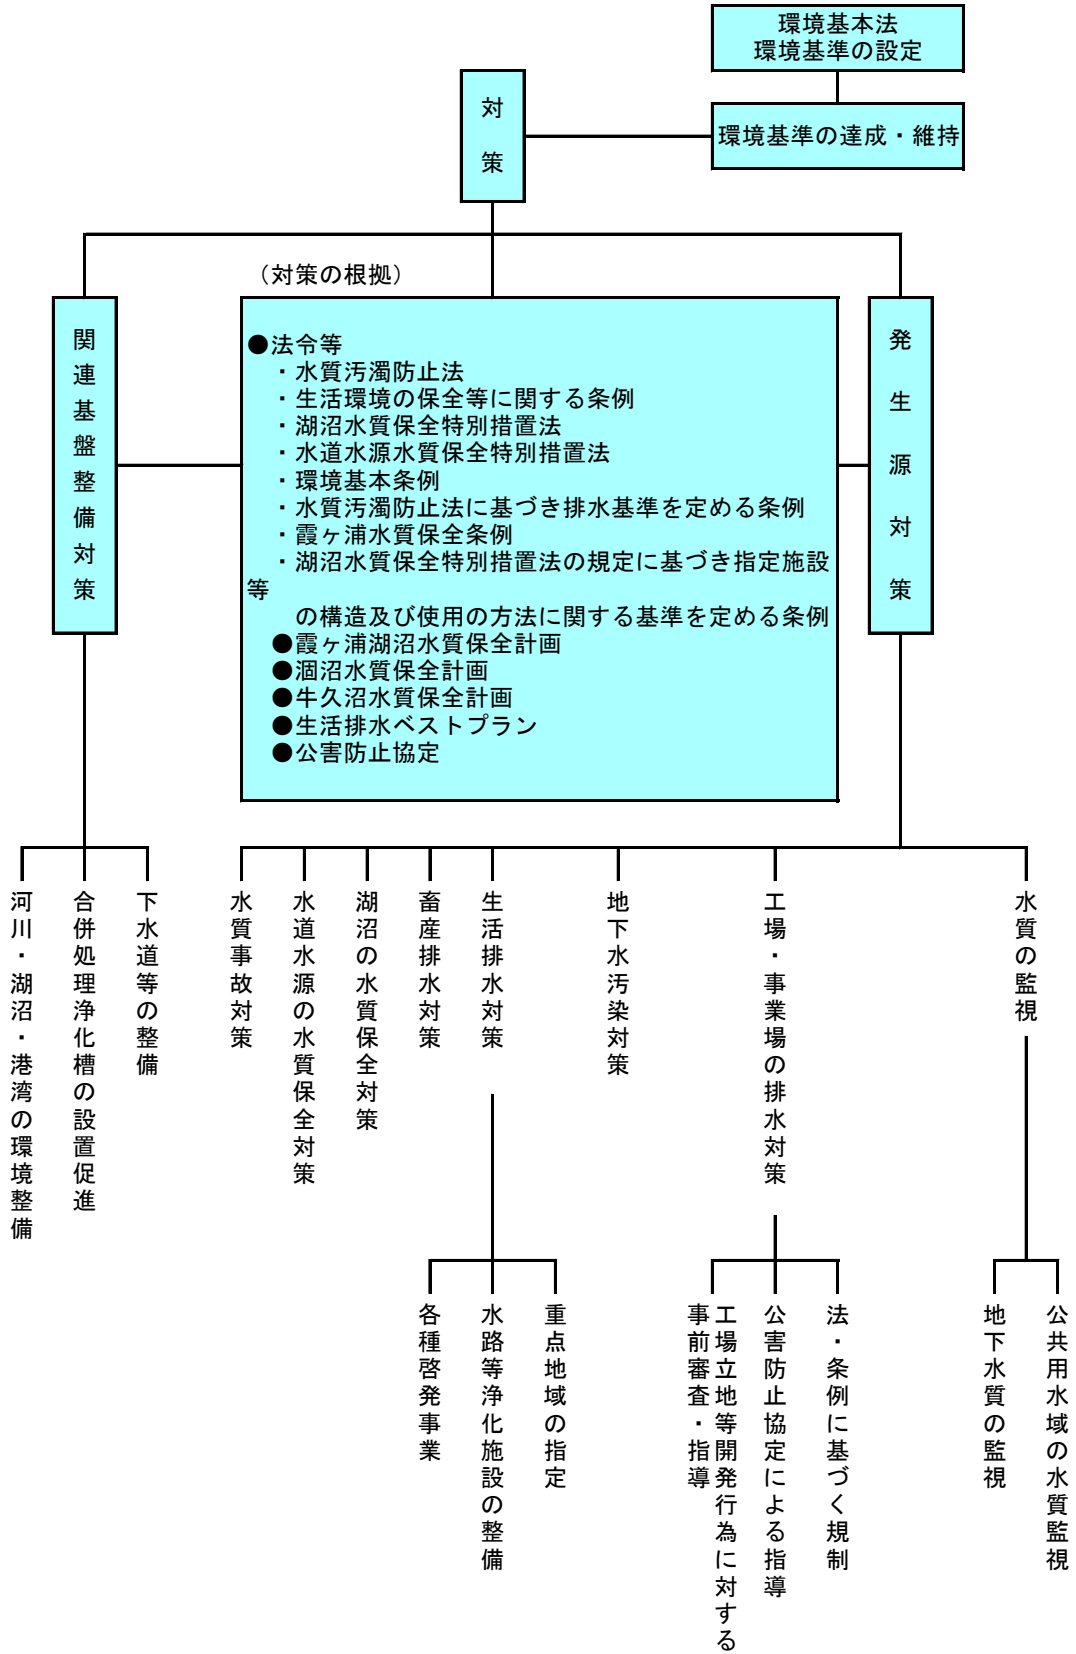 環境基本法
環境基準の設定
対策
環境基準の達成・維持
（対策の根拠）
関連基盤整備対策
●法令等
・水質汚濁防止法
・生活環境の保全等に関する条例
・湖沼水質保全特別措置法
・水道水源水質保全特別措置法
・環境基本条例
・水質汚濁防止法に基づき排水基準を定める条例
・霞ヶ浦水質保全条例
・湖沼水質保全特別措置法の規定に基づき指定施設
等
の構造及び使用の方法に関する基準を定める条例
●霞ヶ浦湖沼水質保全計画
●涸沼水質保全計画
●牛久沼水質保全計画
●生活排水ベストプラン
●公害防止協定
発生源対策
河川・湖沼・港湾の環境整備
合併処理浄化槽の設置促進
下水道等の整備
水質事故対策
水道水源の水質保全対策
湖沼の水質保全対策
畜産排水対策
生活排水対策
地下水汚染対策
工場・事業場の排水対策
水質の監視
各種啓発事業
水路等浄化施設の整備
重点地域の指定
工場立地等開発行為に対する
事前審査・指導
公害防止協定による指導
法・条例に基づく規制
地下水質の監視
公共用水域の水質監視